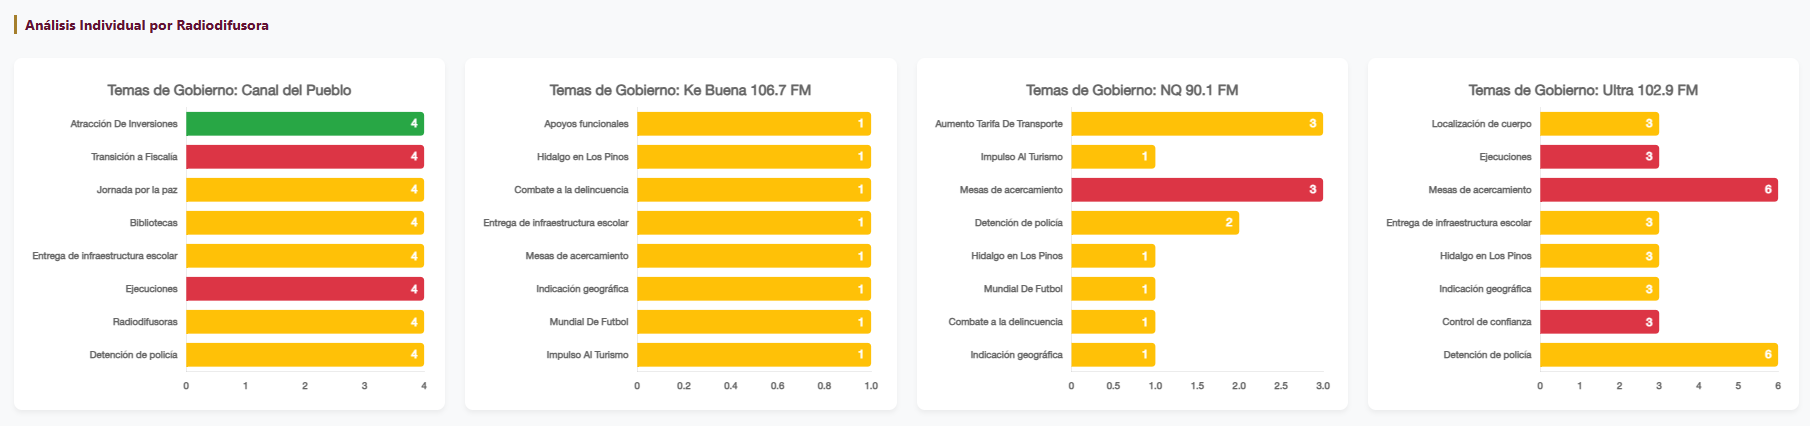 Análisis Individual por Radiodifusora
Temas de Gobierno: Canal del Pueblo
Atracción De Inversiones 4
Transición a Fiscalía 4
Jornada por la paz 4
Bibliotecas 4
Entrega de infraestructura escolar 4
Ejecuciones 4
Radiodifusoras 4
Detención de policía 4
0 1 2 3 4
Temas de Gobierno: Ke Buena 106.7 FM
Apoyos funcionales 1
Hidalgo en Los Pinos 1
Combate a la delincuencia 1
Entrega de infraestructura escolar 1
Mesas de acercamiento 1
Indicación geográfica 1
Mundial De Futbol 1
Impulso Al Turismo 1
0 0.2 0.4 0.6 0.8 1.0
Temas de Gobierno: NQ 90.1 FM
Aumento Tarifa De Transporte 3
Impulso Al Turismo 1
Mesas de acercamiento 3
Detención de policía 2
Hidalgo en Los Pinos 1
Mundial De Futbol 1
Combate a la delincuencia 1
Indicación geográfica 1
0 0.5 1.0 1.5 2.0 2.5 3.0
Temas de Gobierno: Ultra 102.9 FM
Localización de cuerpo 3
Ejecuciones 3
Mesas de acercamiento 6
Entrega de infraestructura escolar 3
Hidalgo en Los Pinos 3
Indicación geográfica 3
Control de confianza 3
Detención de policía 6
0 1 2 3 4 5 6